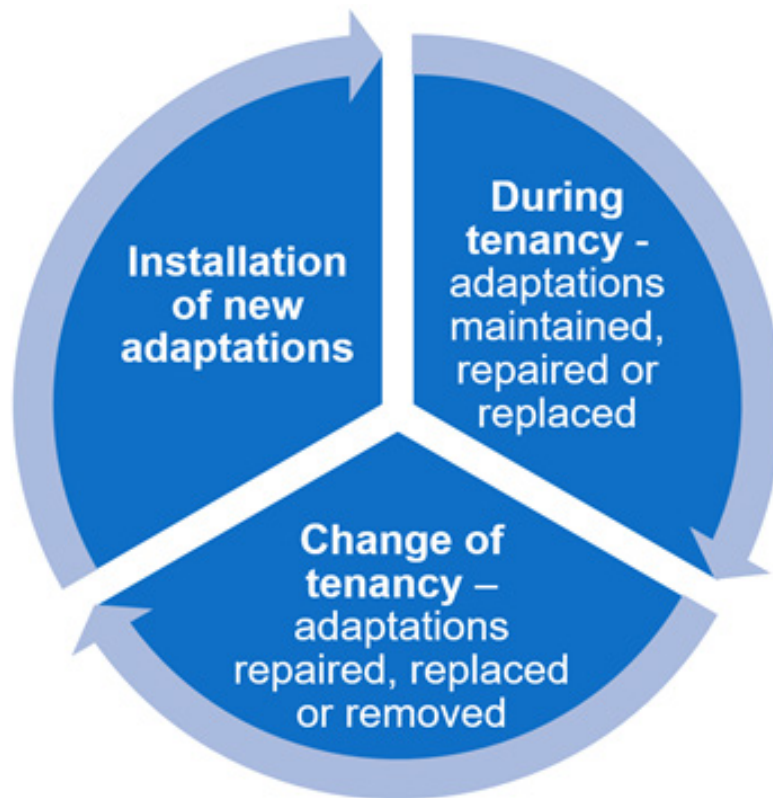 Installation
of new
adaptations
During
tenancy -
adaptations
maintained,
repaired or
replaced
Change of
tenancy –
adaptations
repaired, replaced
or removed